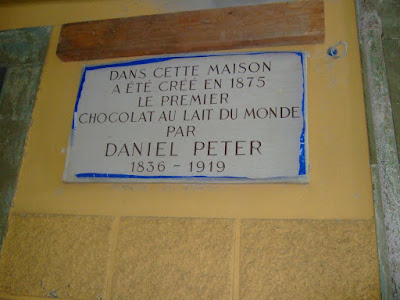 DANS CETTE MAISON
A ÉTÉ CRÉÉ EN 1875
LE PREMIER
CHOCOLAT AU LAIT DU MONDE
PAR
DANIEL PETER
1836 - 1919